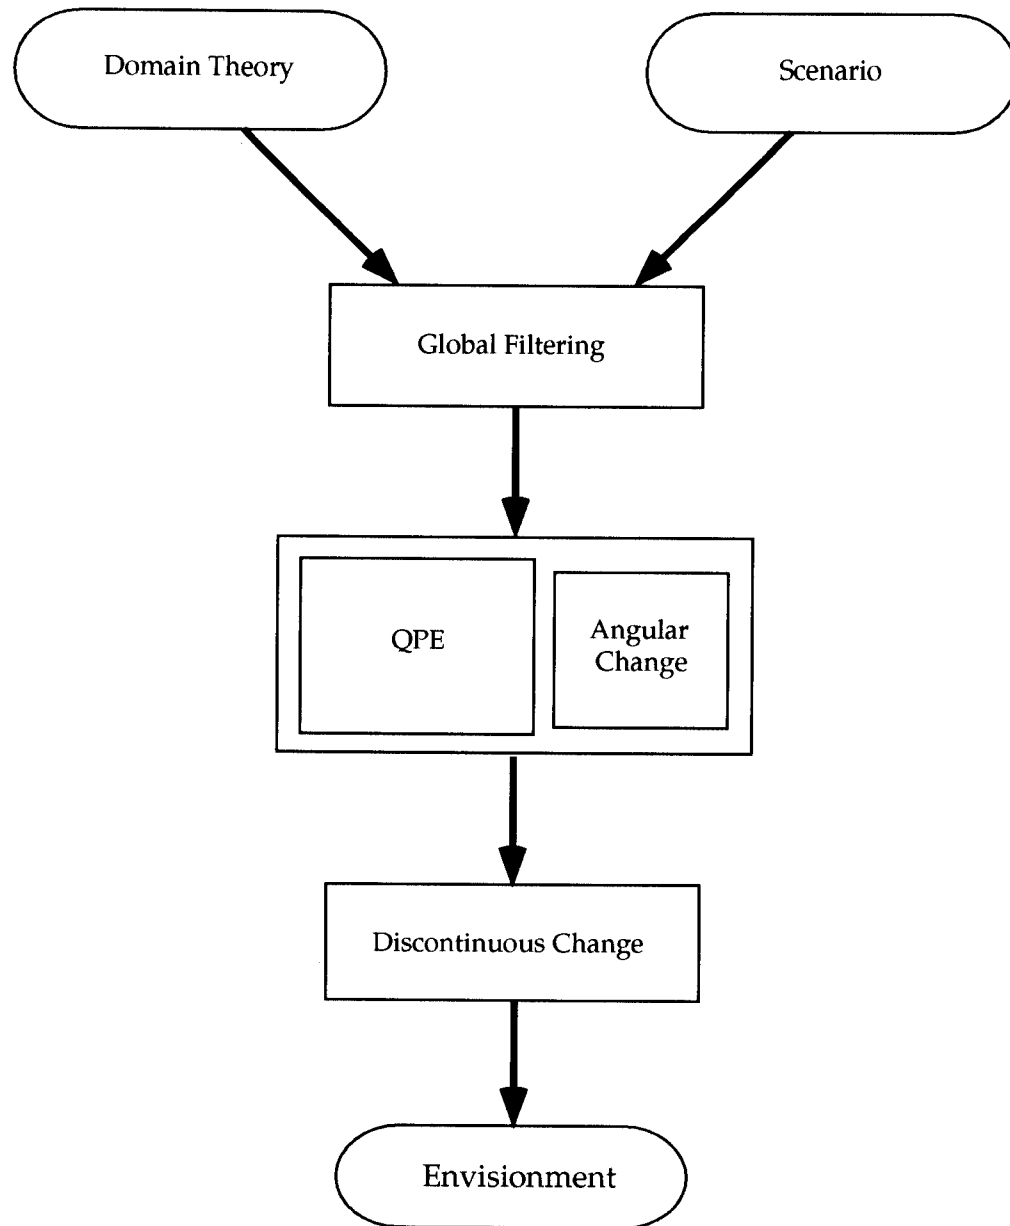 Domain Theory
Scenario
Global Filtering
QPE
Angular
Change
Discontinuous Change
Envisionment